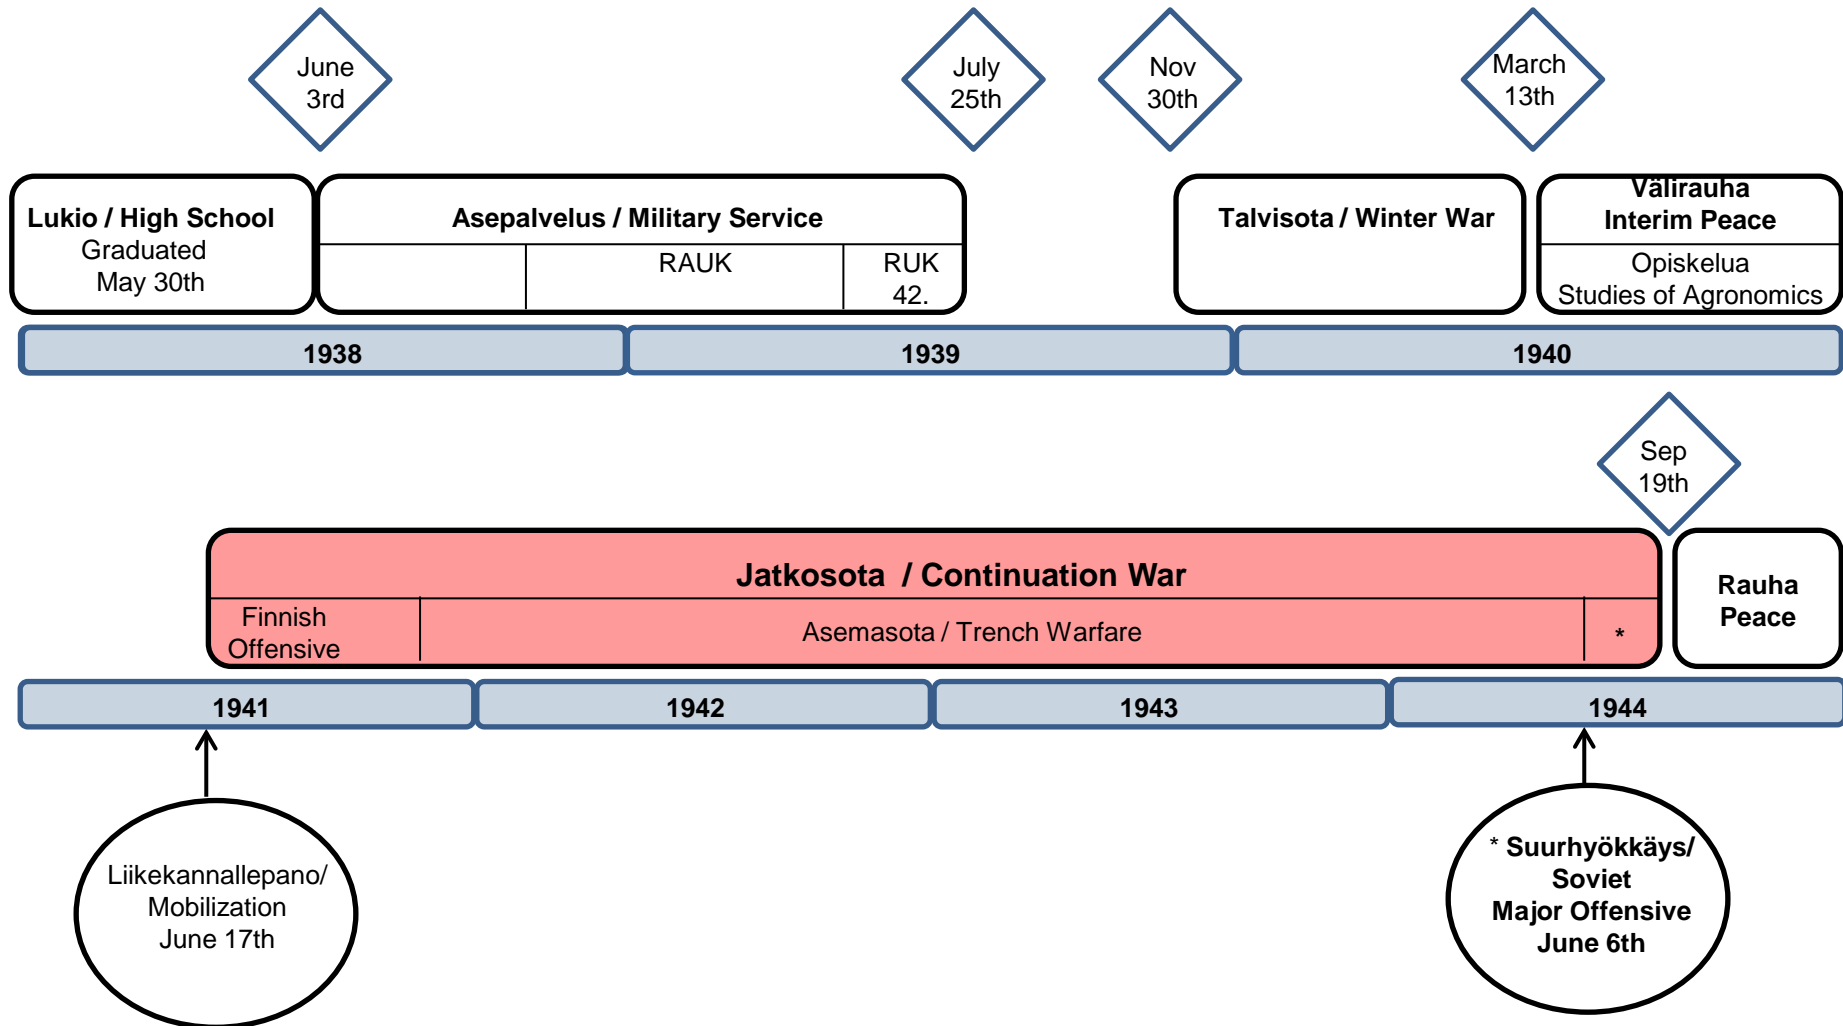 June
3rd
July
25th
Nov
30th
March
13th
Lukio / High School
Graduated
May 30th
Asepalvelus / Military Service
RAUK
RUK
42.
Talvisota / Winter War
Välirauha
Interim Peace
Opiskelua
Studies of Agronomics
1938
1939
1940
Sep
19th
Jatkosota / Continuation War
Finnish
Offensive
Asemasota / Trench Warfare
*
Rauha
Peace
1941
1942
1943
1944
Liikekannallepano/
Mobilization
June 17th
* Suurhyökkäys/
Soviet
Major Offensive
June 6th